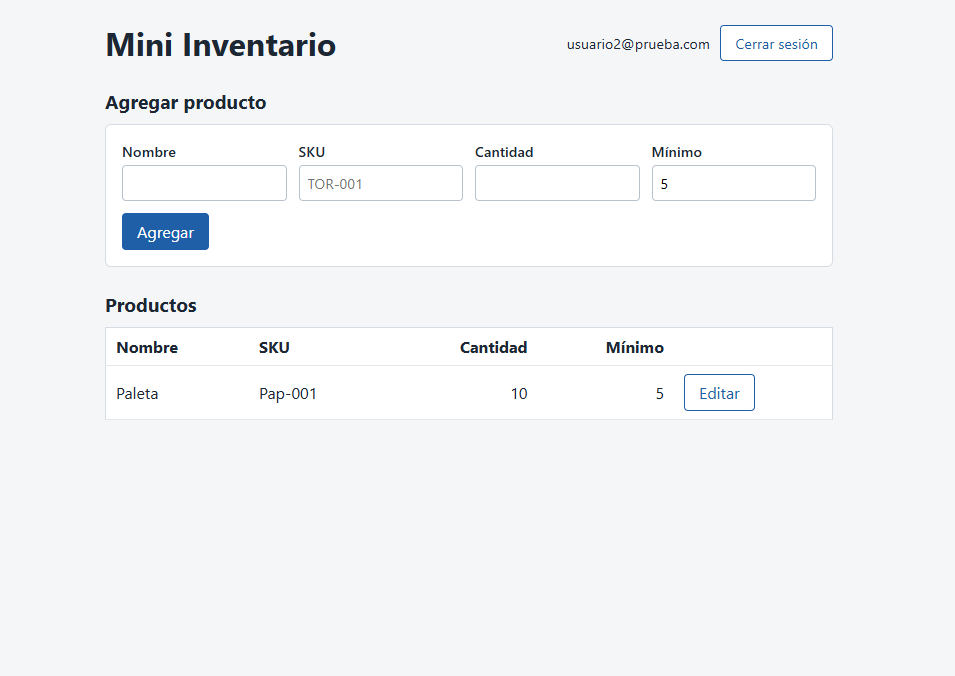 Mini Inventario
usuario2@prueba.com
Cerrar sesión
Agregar producto
Nombre SKU Cantidad Mínimo
TOR-001 5
Agregar
Productos
Nombre SKU Cantidad Mínimo
Paleta Pap-001 10 5 Editar